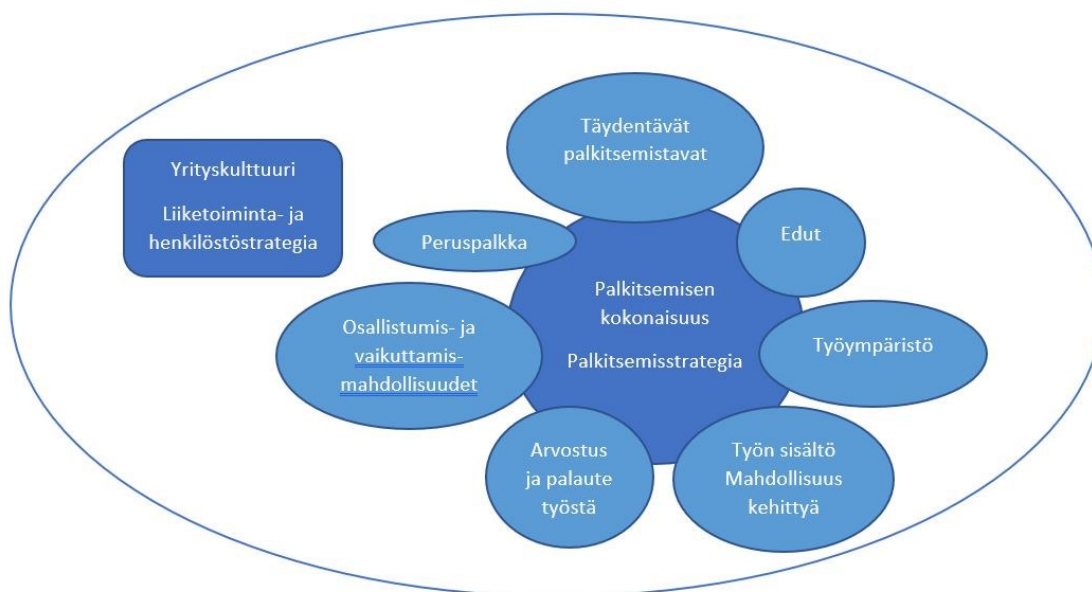 Täydentävät
palkitsemistavat
Yrityskulttuuri
Liiketoiminta- ja
henkilöstöstrategia
Peruspalkka
Edut
Palkitsemisen
kokonaisuus
Palkitsemisstrategia
Osallistumis- ja
vaikuttamis-
mahdollisuudet
Työympäristö
Arvostus
ja palaute
työstä
Työn sisältö
Mahdollisuus
kehittyä